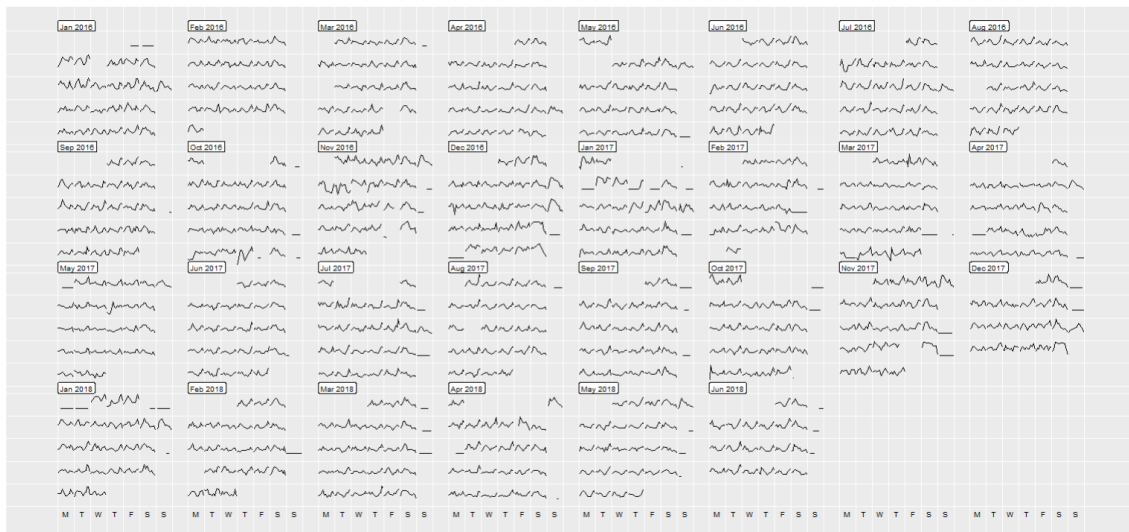 Jan 2016 Feb 2016 Mar 2016 Apr 2016 May 2016 Jun 2016 Jul 2016 Aug 2016
Sep 2016 Oct 2016 Nov 2016 Dec 2016 Jan 2017 Feb 2017 Mar 2017 Apr 2017
May 2017 Jun 2017 Jul 2017 Aug 2017 Sep 2017 Oct 2017 Nov 2017 Dec 2017
Jan 2018 Feb 2018 Mar 2018 Apr 2018 May 2018 Jun 2018
M T W T F S S M T W T F S S M T W T F S S M T W T F S S M T W T F S S M T W T F S S M T W T F S S M T W T F S S